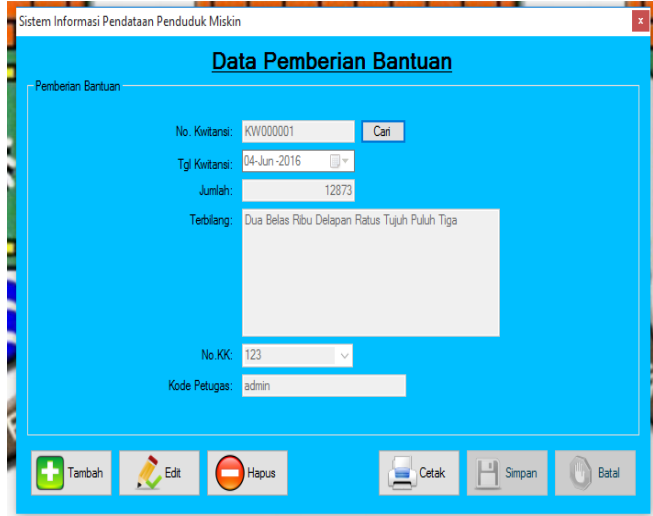 Sistem Informasi Pendataan Penduduk Miskin
x
Data Pemberian Bantuan
Pemberian Bantuan
No. Kwitansi: KW000001 Cari
Tgl Kwitansi: 04-Jun -2016
Jumlah: 12873
Terbilang: Dua Belas Ribu Delapan Ratus Tujuh Puluh Tiga
No.KK: 123
Kode Petugas: admin
Tambah Edit Hapus Cetak Simpan Batal